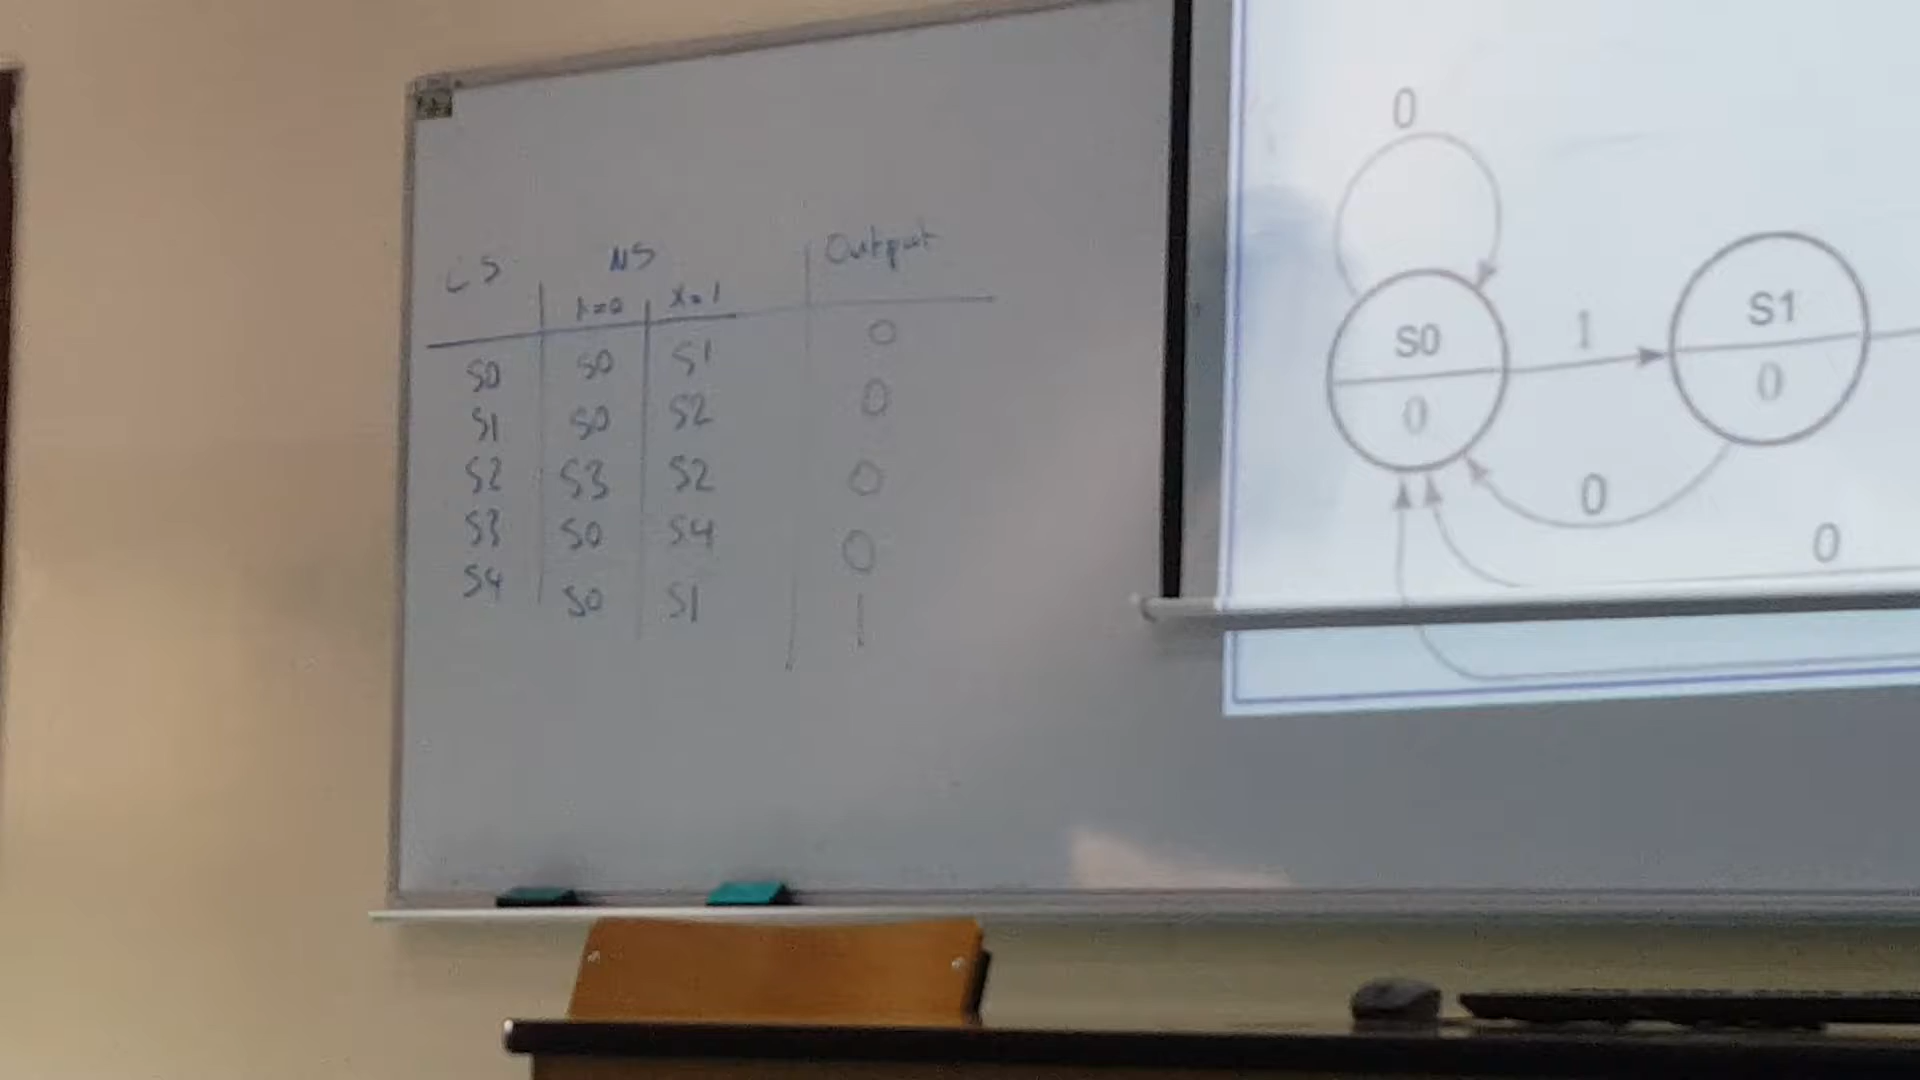 CS NS Output
x=0 x=1
S0 S0 S1 0
S1 S0 S2 0
S2 S3 S2 0
S3 S0 S4 0
S4 S0 S1 1
0
S0 1 S1
0 0
0
0